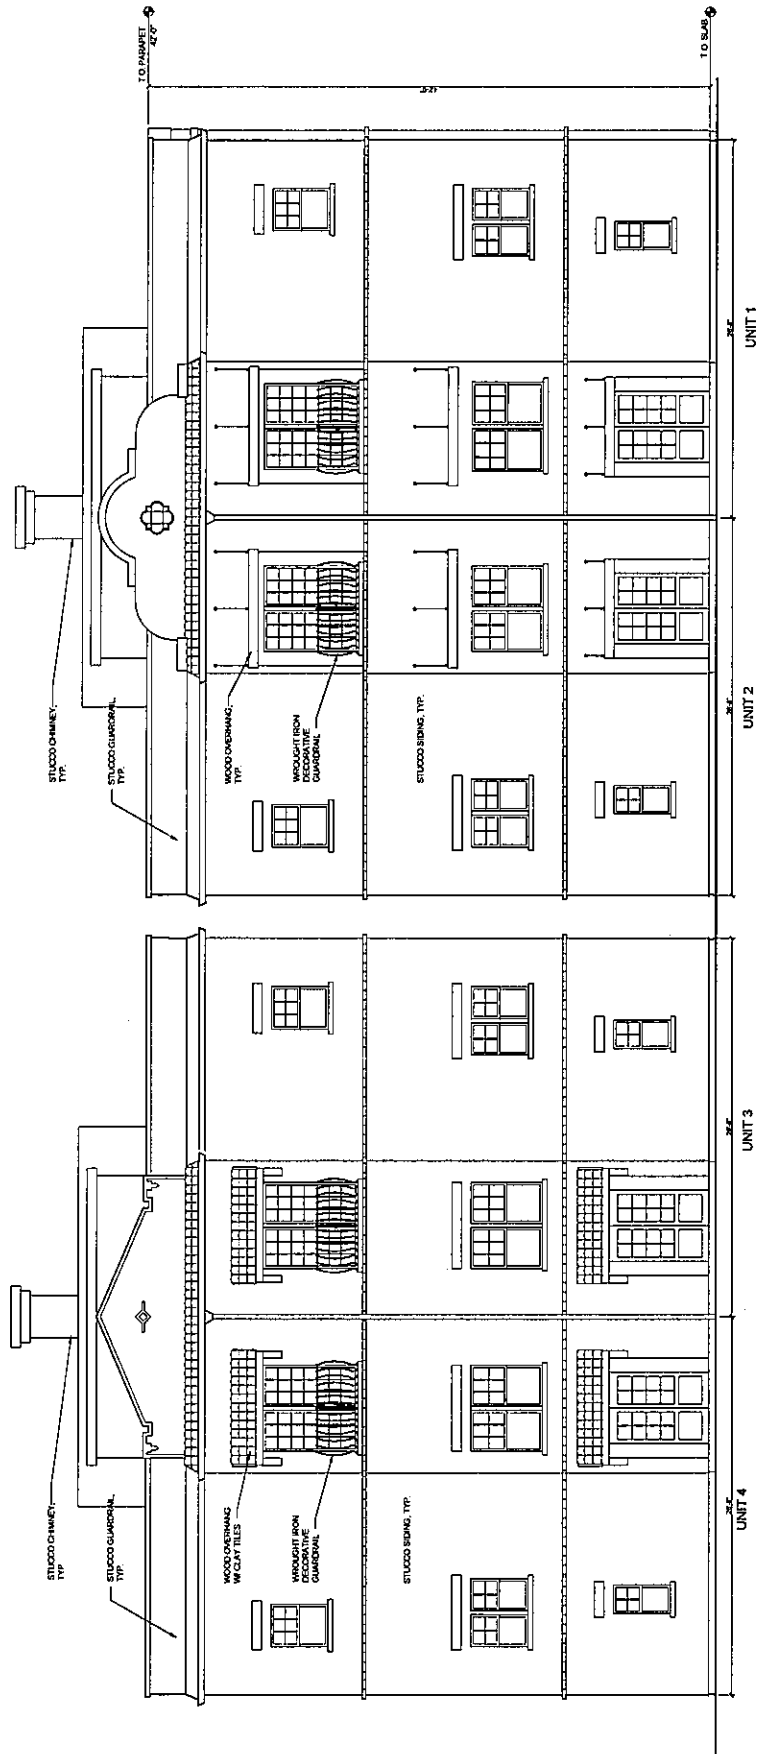 STUCCO CHIMNEY,
TYP
STUCCO GUARDRAIL,
TYP.
WOOD OVERHANG
W/ CLAY TILES
WROUGHT IRON
DECORATIVE
GUARDRAIL
STUCCO SIDING, TYP.
UNIT 4
UNIT 3
STUCCO CHIMNEY,
TYP.
STUCCO GUARDRAIL,
TYP.
WOOD OVERHANG,
TYP.
WROUGHT IRON
DECORATIVE
GUARDRAIL
STUCCO SIDING, TYP.
UNIT 2
UNIT 1
T O PARAPET
42'-0"
T O SLAB